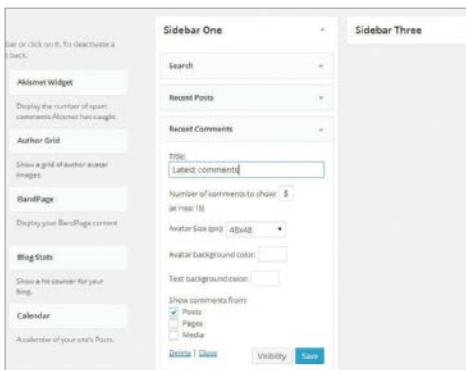 bar or click on it. To deactivate a
back.
Akismet Widget
Display the number of spam
comments Akismet has caught
Author Grid
Show a grid of author avatar
images.
BandPage
Display your BandPage content
Blog Stats
Show a hit counter for your
blog.
Calendar
A calendar of your site's Posts.
Sidebar One
Search
Recent Posts
Recent Comments
Title:
Latest comments
Number of comments to show:
(at most 15)
Avatar Size (px): 48x48
Avatar background color:
Text background color:
Show comments from:
Posts
Pages
Media
Delete | Close
Visibility
Save
Sidebar Three